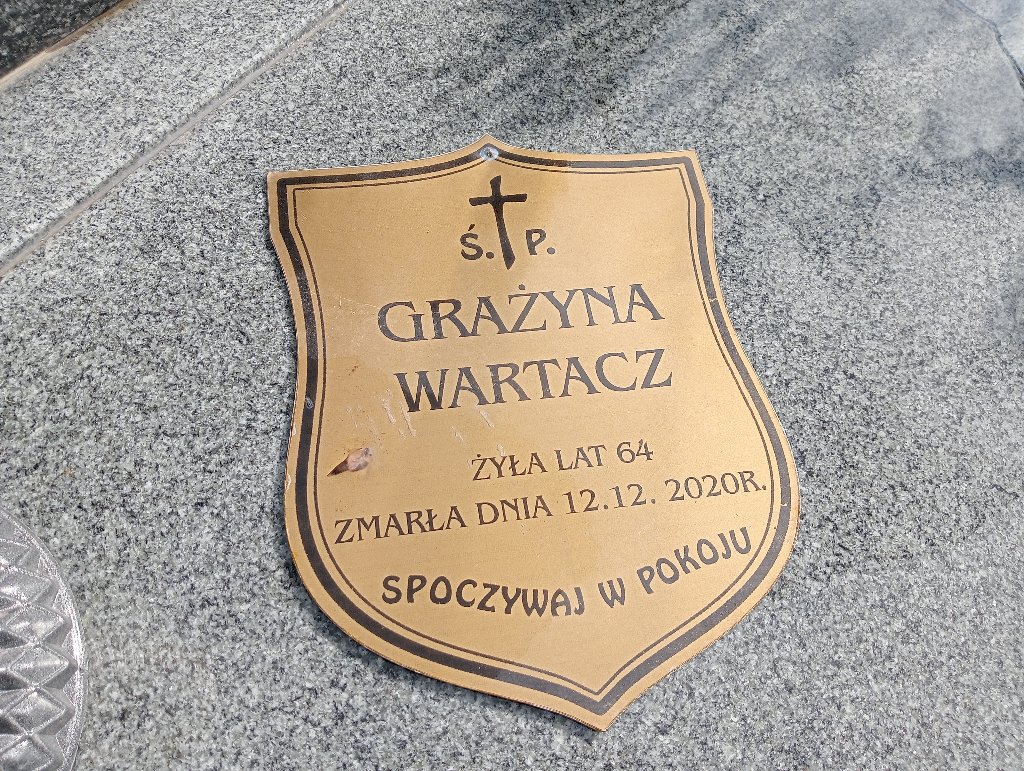 Ś. P.
GRAŻYNA
WARTACZ
ŻYŁA LAT 64
ZMARŁA DNIA 12.12. 2020R.
SPOCZYWAJ W POKOJU